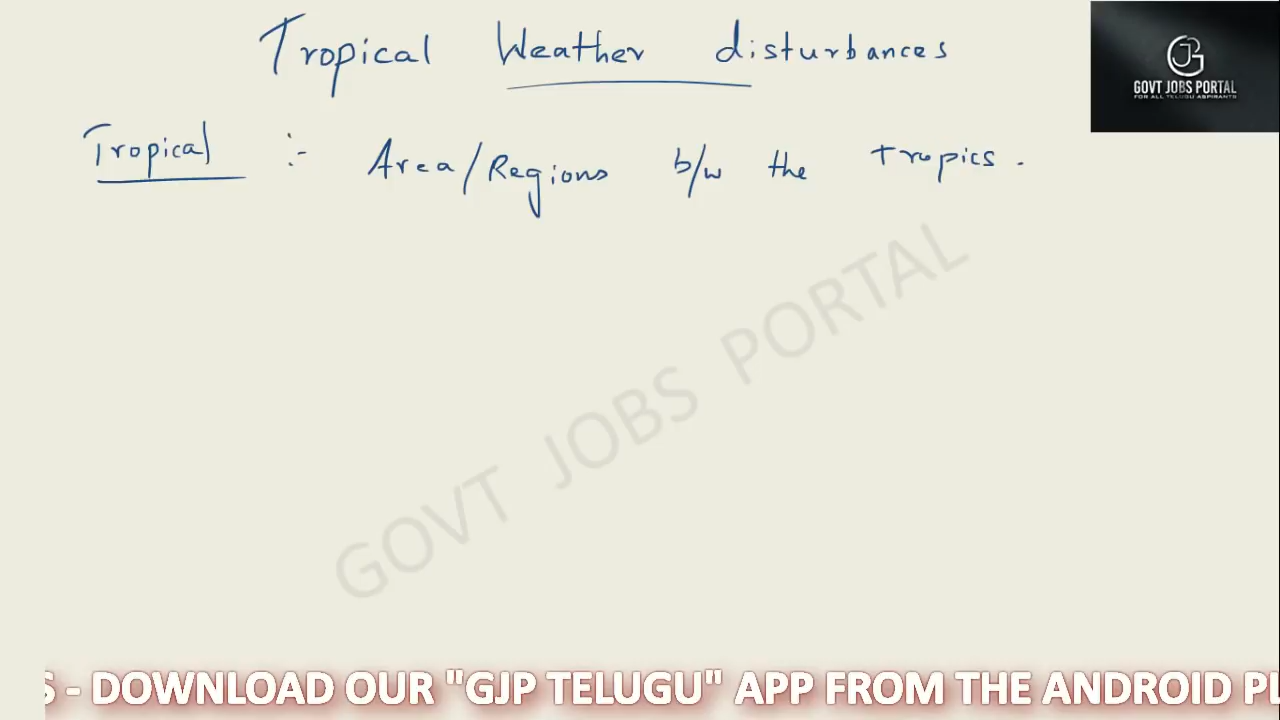 Tropical Weather disturbances
GOVT JOBS PORTAL
FOR ALL TELUGU ASPIRANTS
Tropical :- Area/Regions b/w the tropics.
GOVT JOBS PORTAL
S - DOWNLOAD OUR "GJP TELUGU" APP FROM THE ANDROID PL